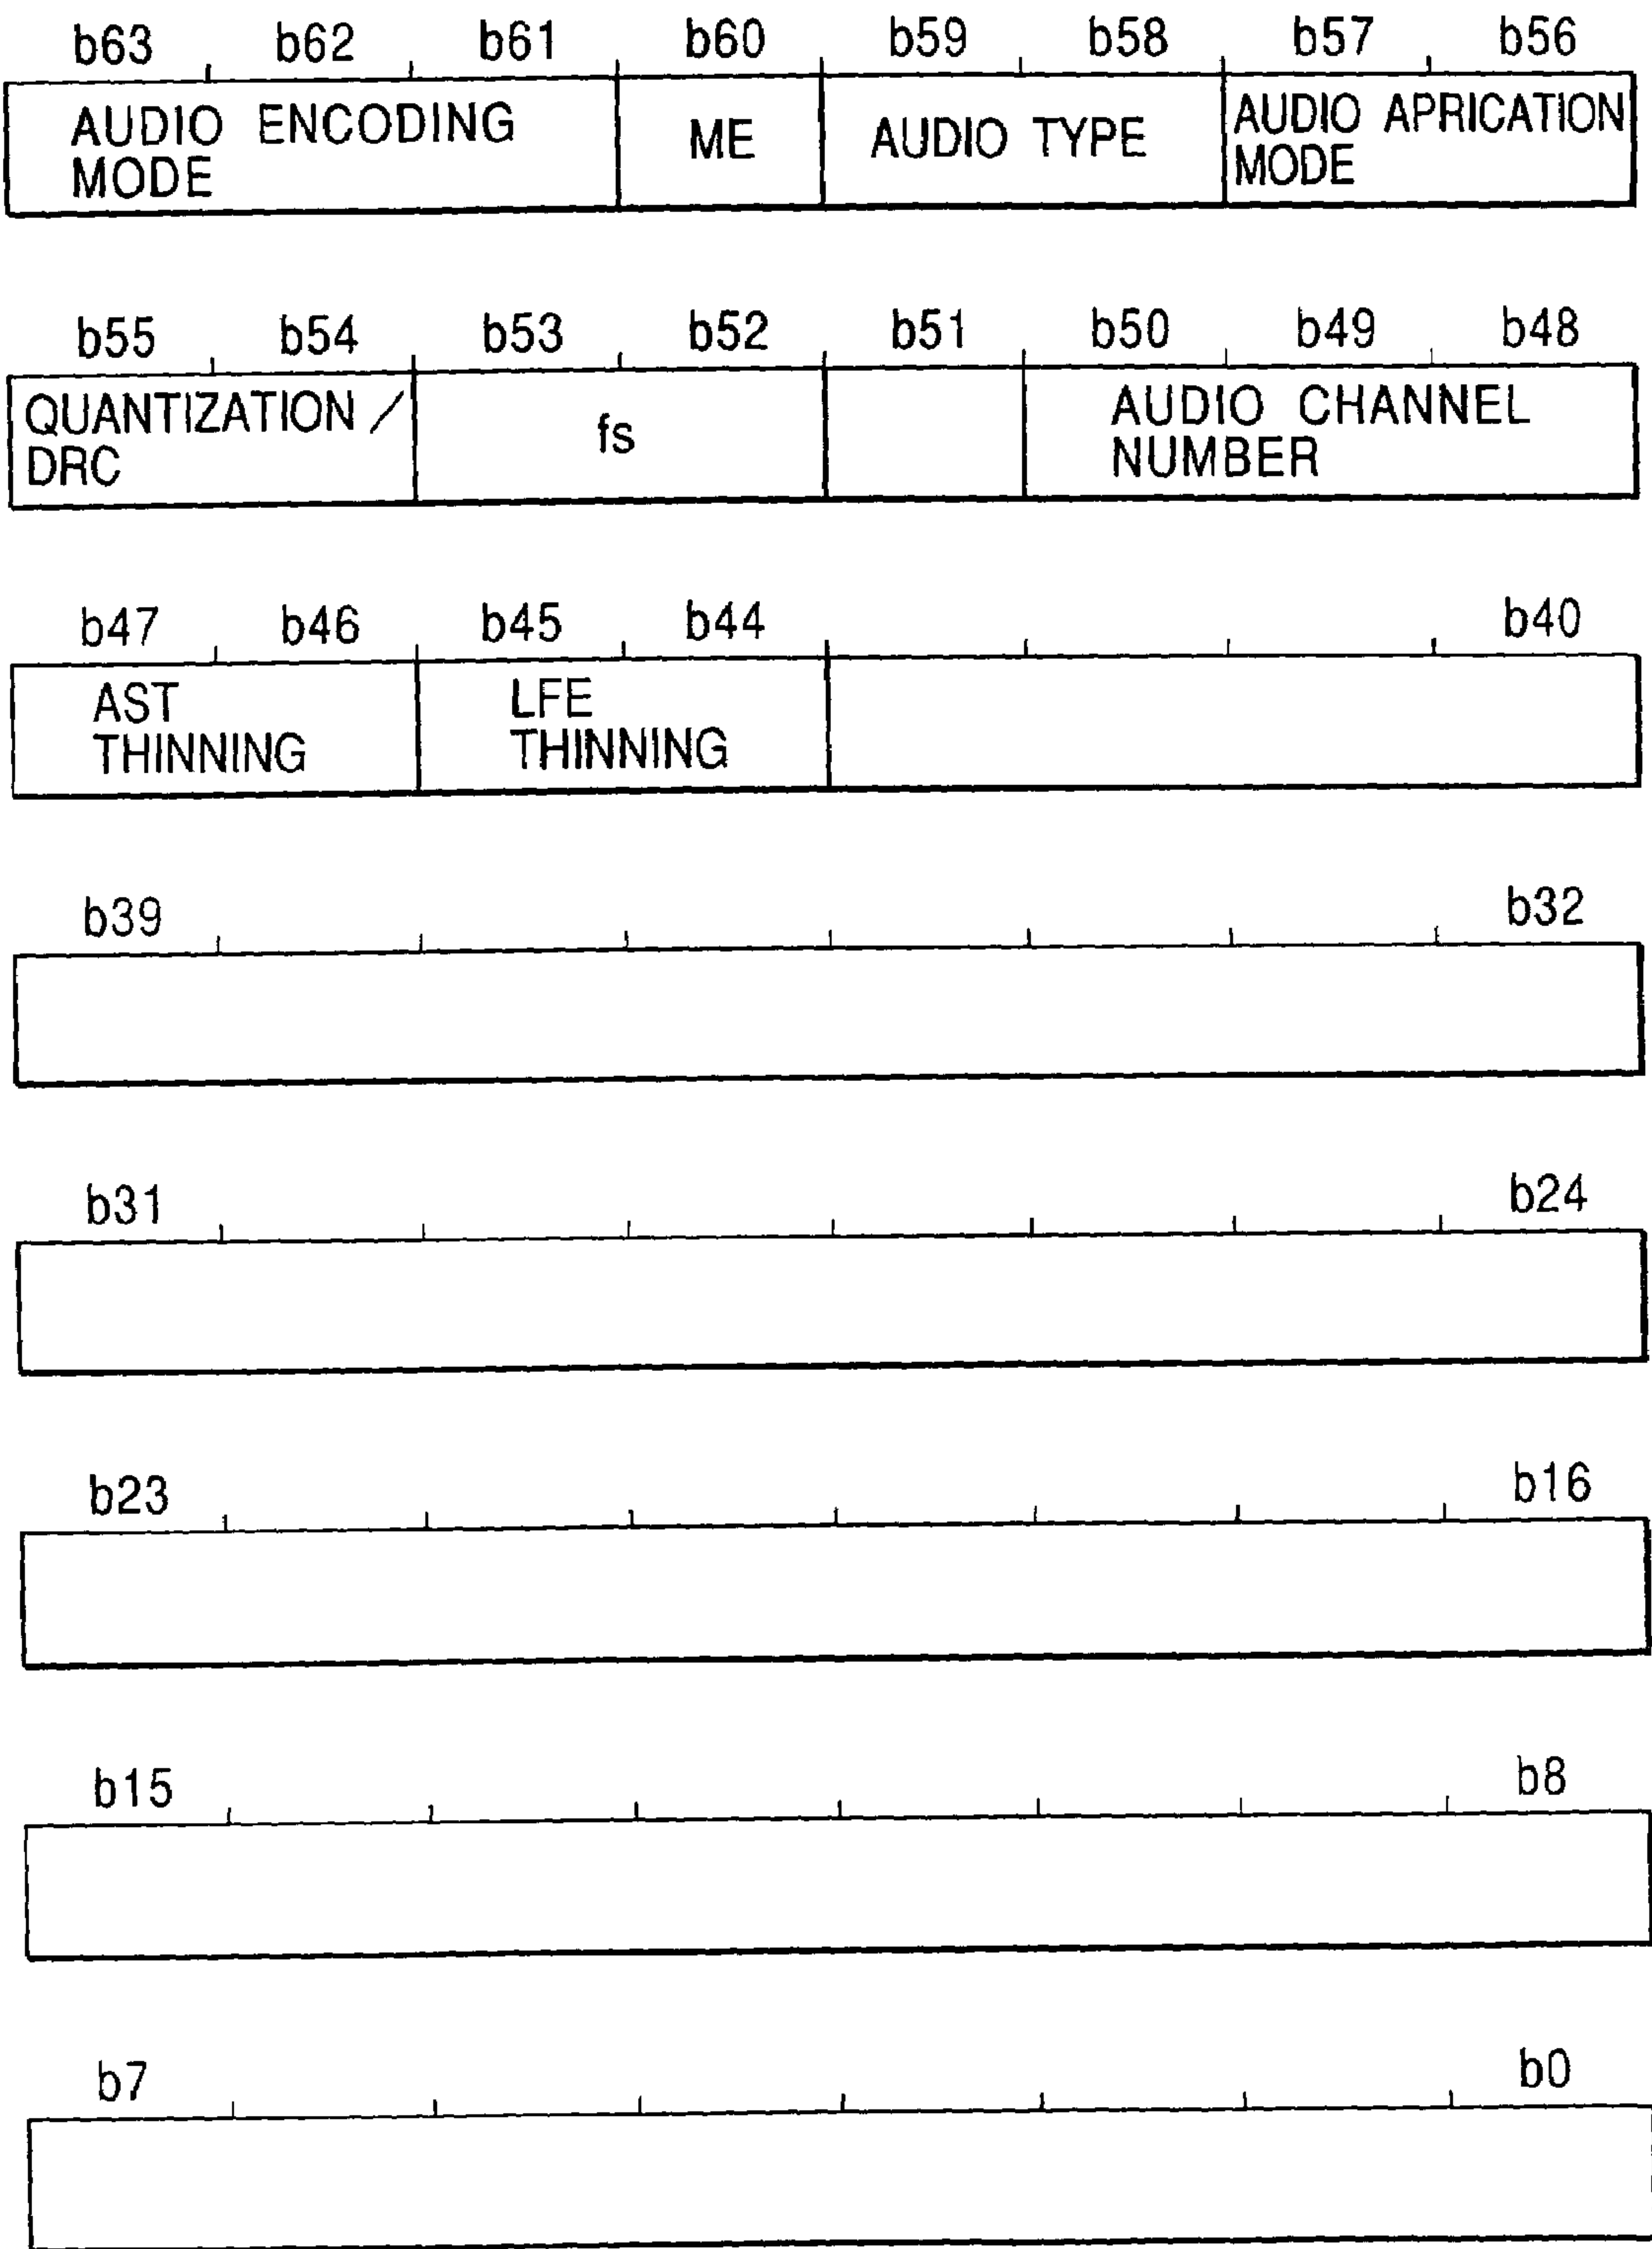 b63 b62 b61 b60 b59 b58 b57 b56
AUDIO ENCODING MODE ME AUDIO TYPE AUDIO APRICATION MODE
b55 b54 b53 b52 b51 b50 b49 b48
QUANTIZATION / DRC fs AUDIO CHANNEL NUMBER
b47 b46 b45 b44 b40
AST THINNING LFE THINNING
b39 b32
b31 b24
b23 b16
b15 b8
b7 b0